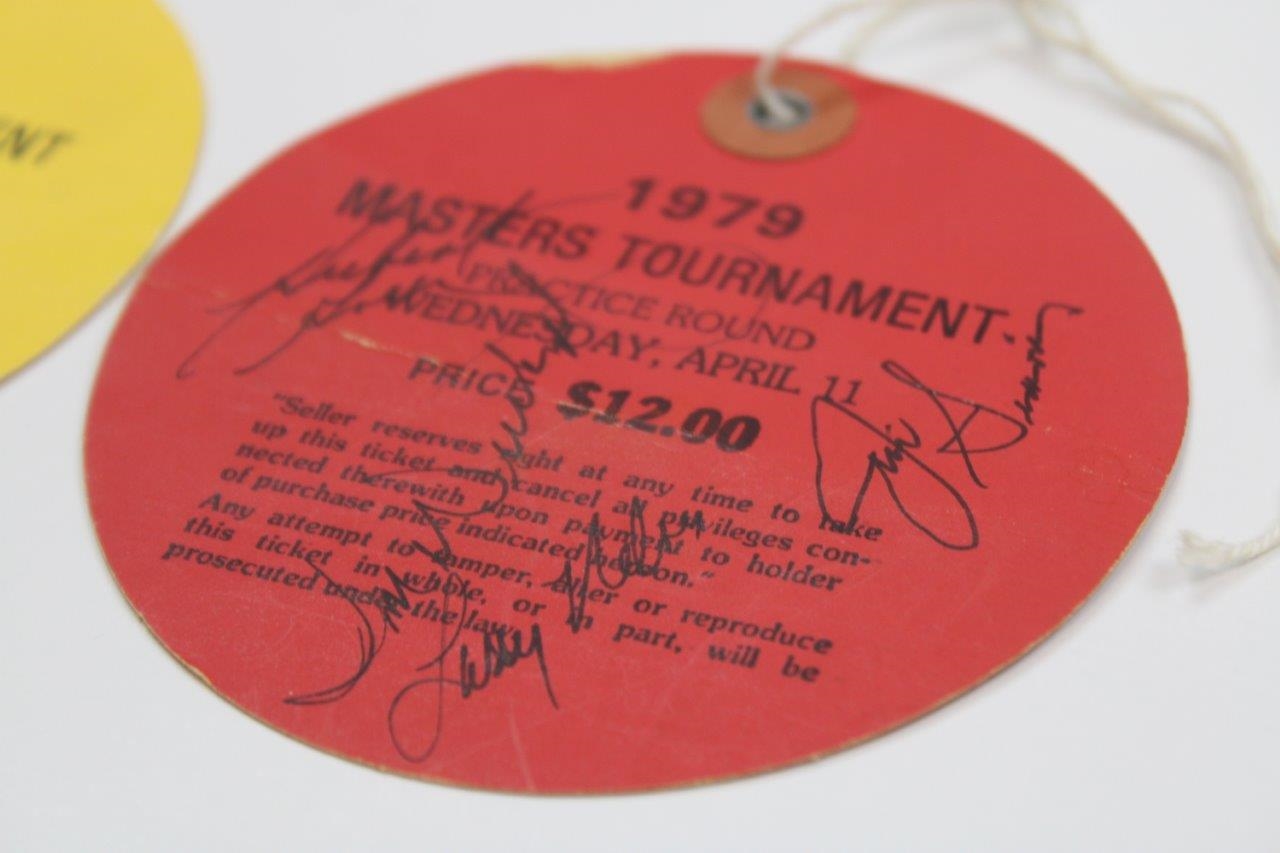 1979
MASTERS TOURNAMENT
PRACTICE ROUND
WEDNESDAY, APRIL 11
PRICE $12.00
"Seller reserves right at any time to take
up this ticket and cancel all privileges con-
nected therewith upon payment to holder
of purchase price indicated hereon."
Any attempt to tamper, alter or reproduce
this ticket in whole, or in part, will be
prosecuted under the law.
Jim
Larry
NT